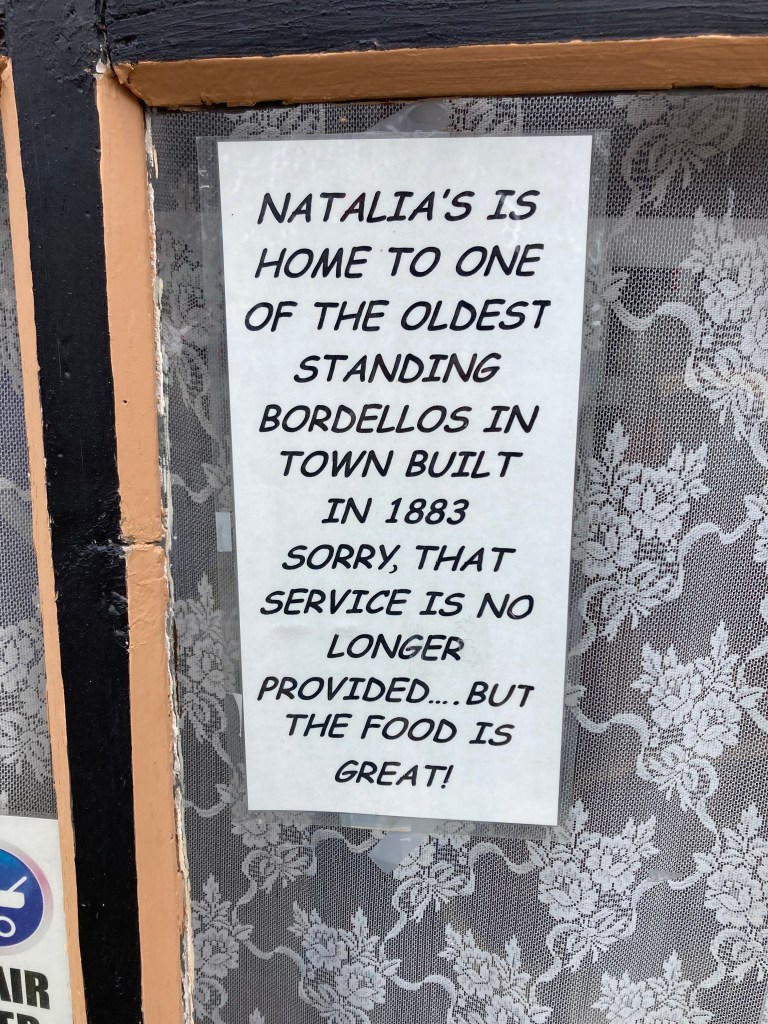 NATALIA'S IS
HOME TO ONE
OF THE OLDEST
STANDING
BORDELLOS IN
TOWN BUILT
IN 1883
SORRY, THAT
SERVICE IS NO
LONGER
PROVIDED....BUT
THE FOOD IS
GREAT!
AIR